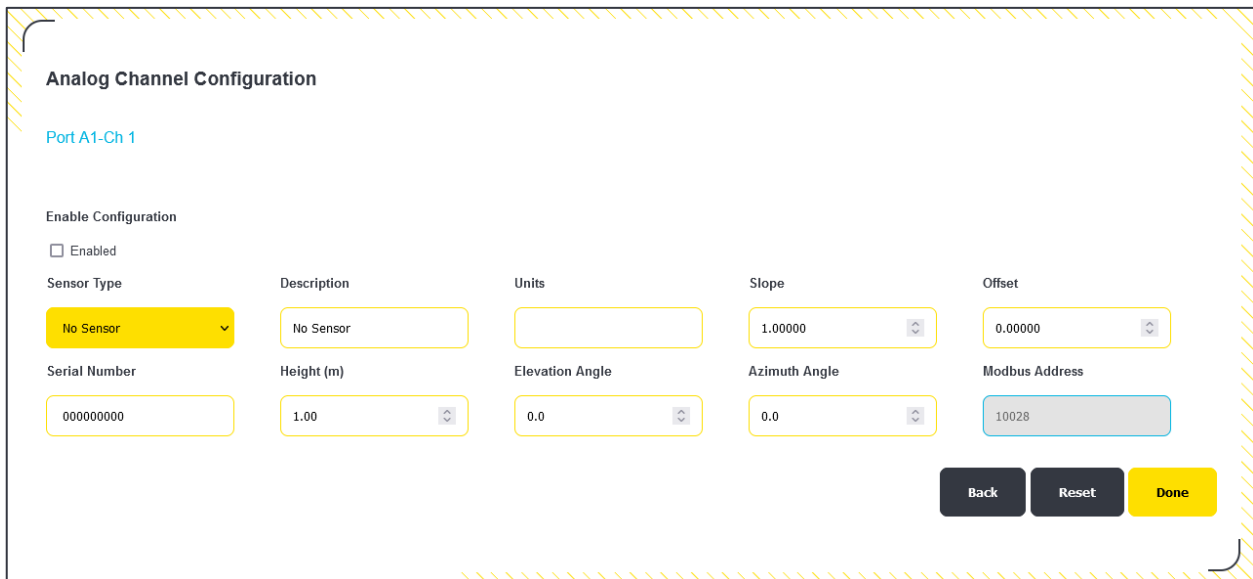 Analog Channel Configuration
Port A1-Ch 1
Enable Configuration
Enabled
Sensor Type Description Units Slope Offset
No Sensor No Sensor 1.00000 0.00000
Serial Number Height (m) Elevation Angle Azimuth Angle Modbus Address
000000000 1.00 0.0 0.0 10028
Back Reset Done